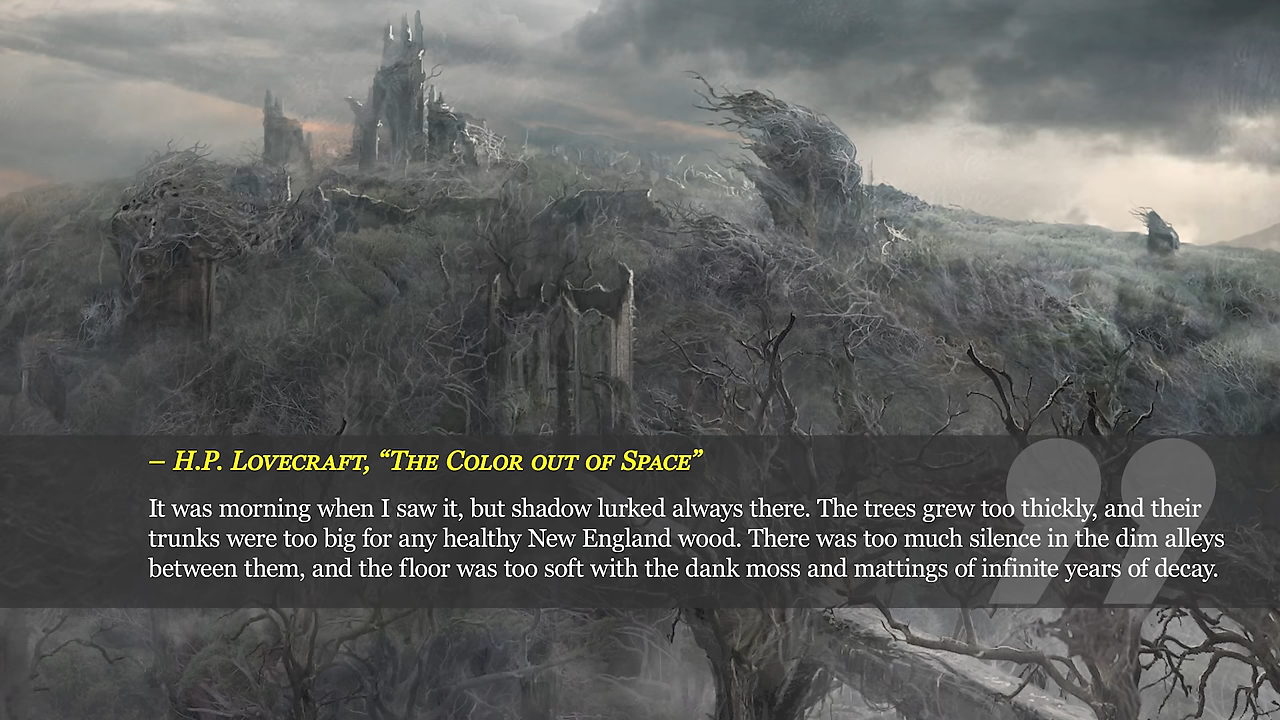 – H.P. Lovecraft, “The Color out of Space”
It was morning when I saw it, but shadow lurked always there. The trees grew too thickly, and their
trunks were too big for any healthy New England wood. There was too much silence in the dim alleys
between them, and the floor was too soft with the dank moss and mattings of infinite years of decay.